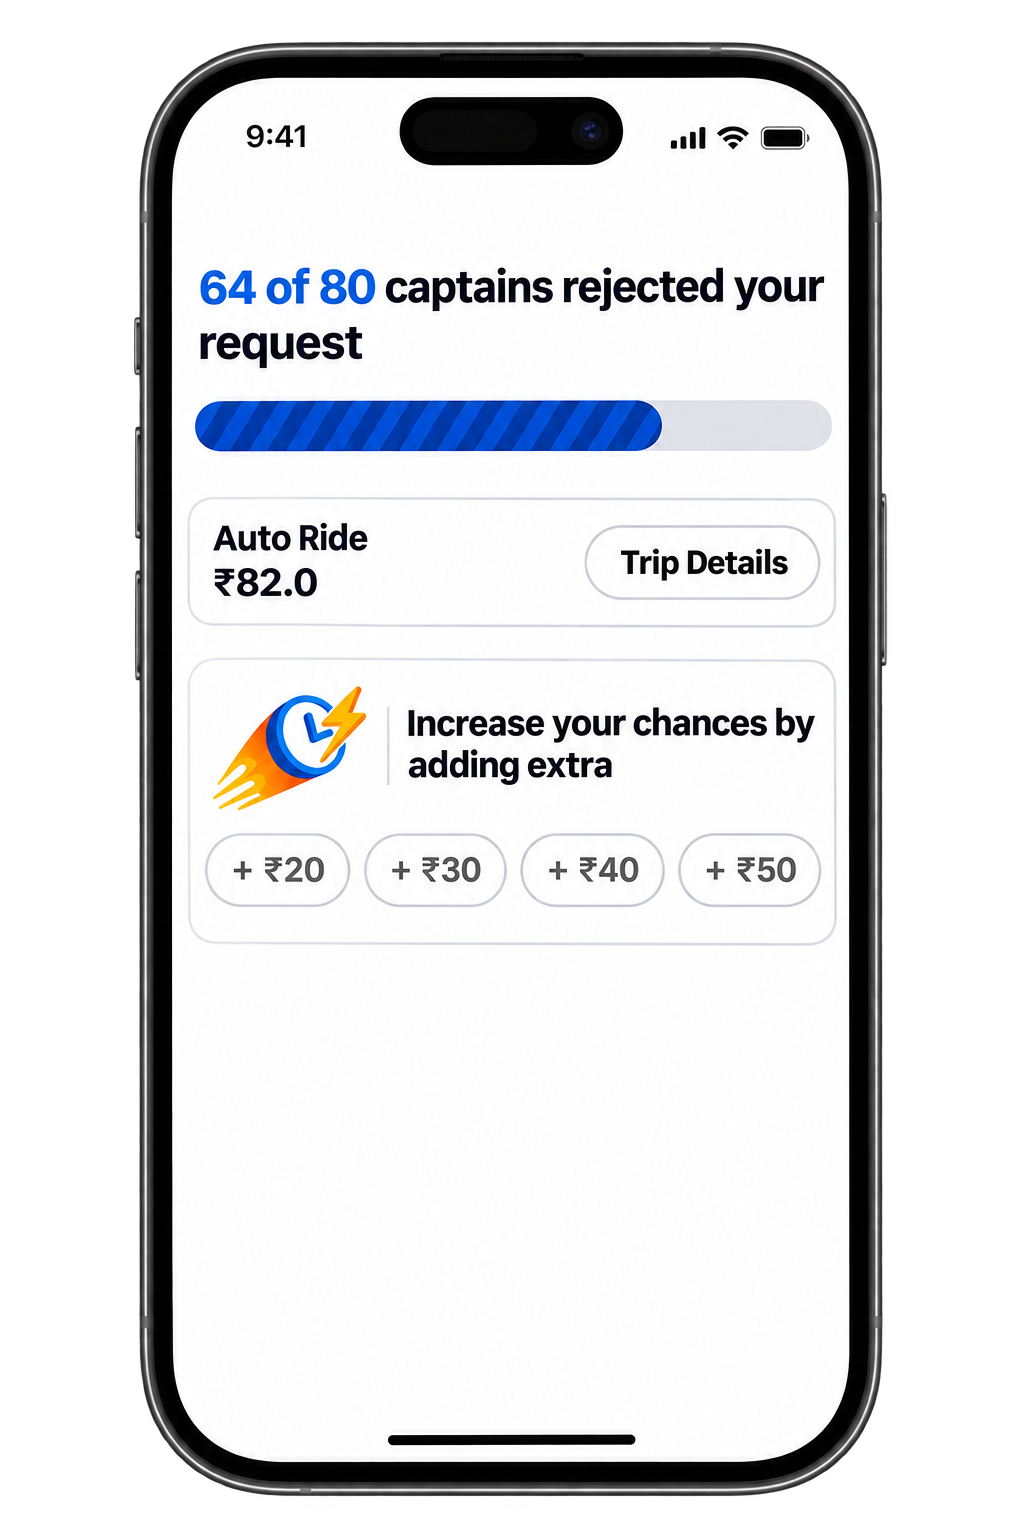 9:41
64 of 80 captains rejected your
request
Auto Ride
₹82.0
Trip Details
Increase your chances by
adding extra
+ ₹20
+ ₹30
+ ₹40
+ ₹50